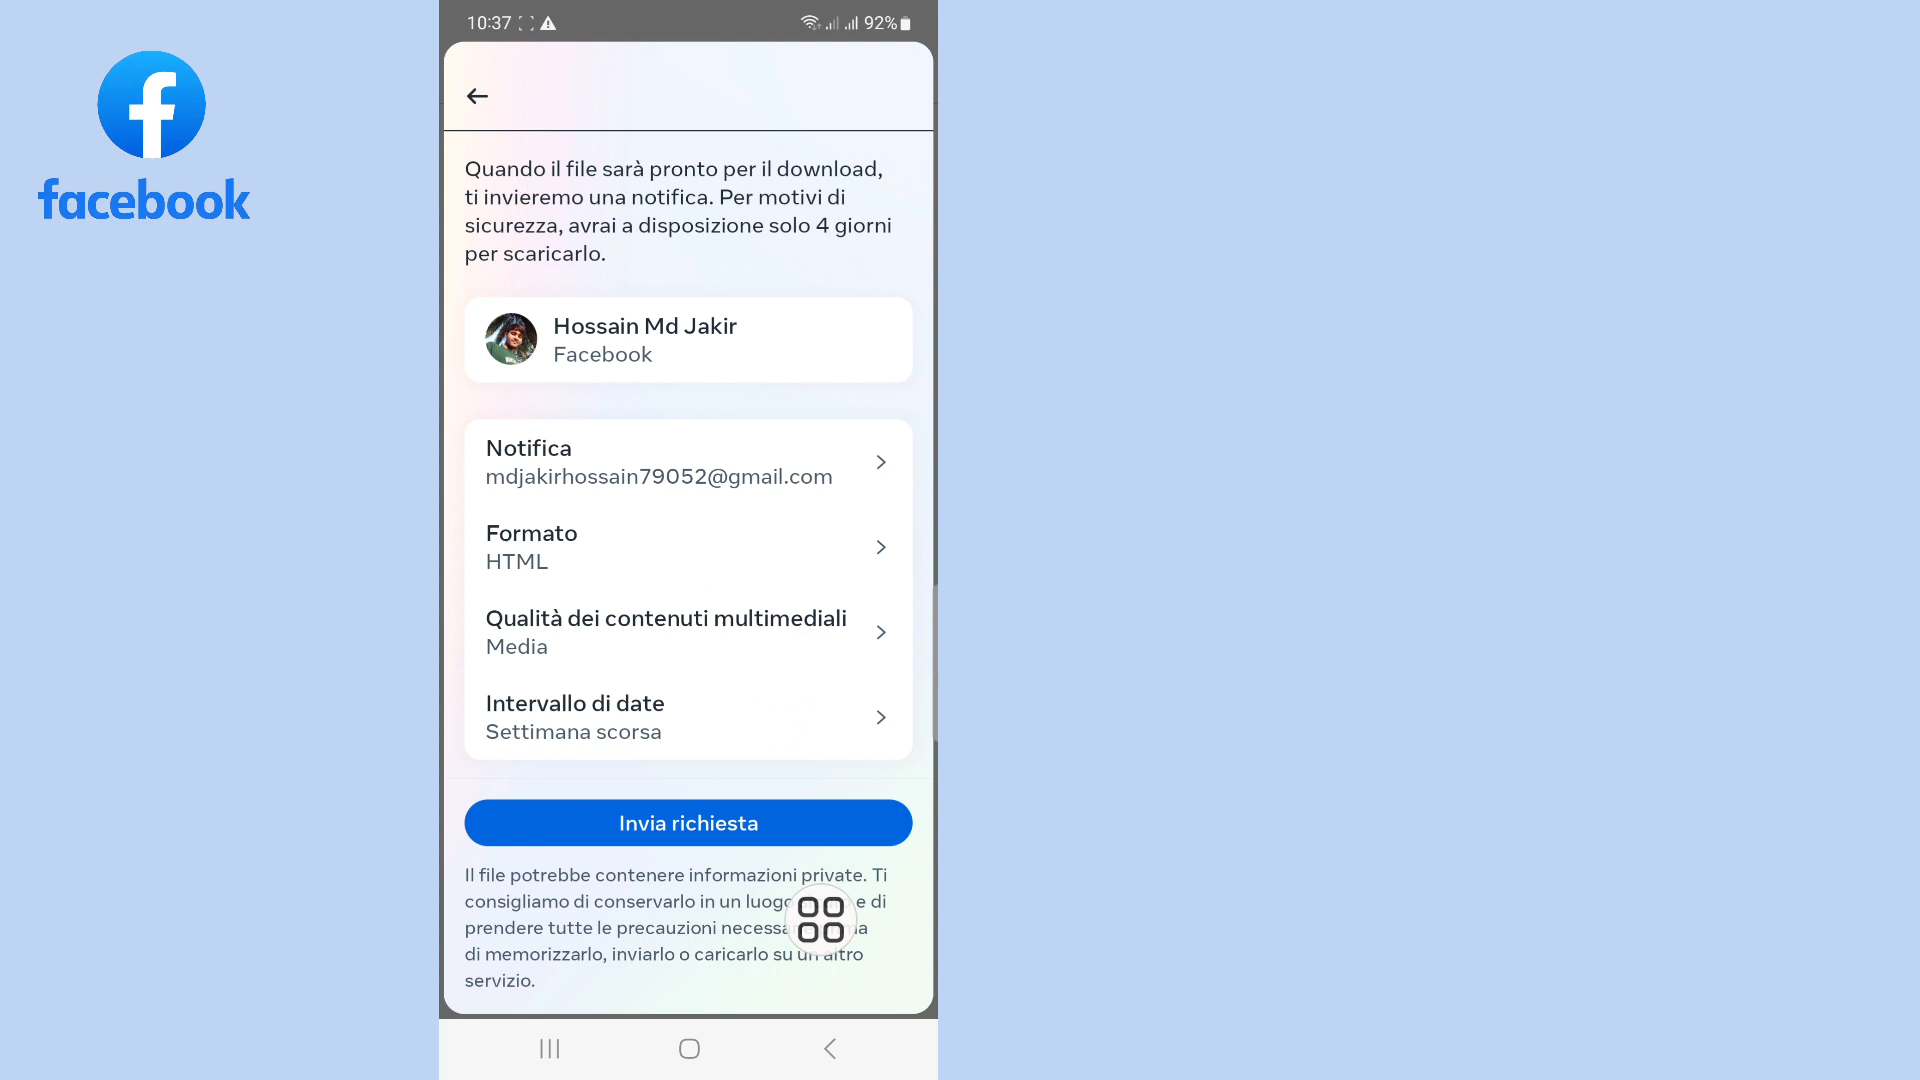 10:37
92%
facebook
Quando il file sarà pronto per il download,
ti invieremo una notifica. Per motivi di
sicurezza, avrai a disposizione solo 4 giorni
per scaricarlo.
Hossain Md Jakir
Facebook
Notifica
mdjakirhossain79052@gmail.com
Formato
HTML
Qualità dei contenuti multimediali
Media
Intervallo di date
Settimana scorsa
Invia richiesta
Il file potrebbe contenere informazioni private. Ti
consigliamo di conservarlo in un luogo e di
prendere tutte le precauzioni
di memorizzarlo, inviarlo o caricarlo su un altro
servizio.